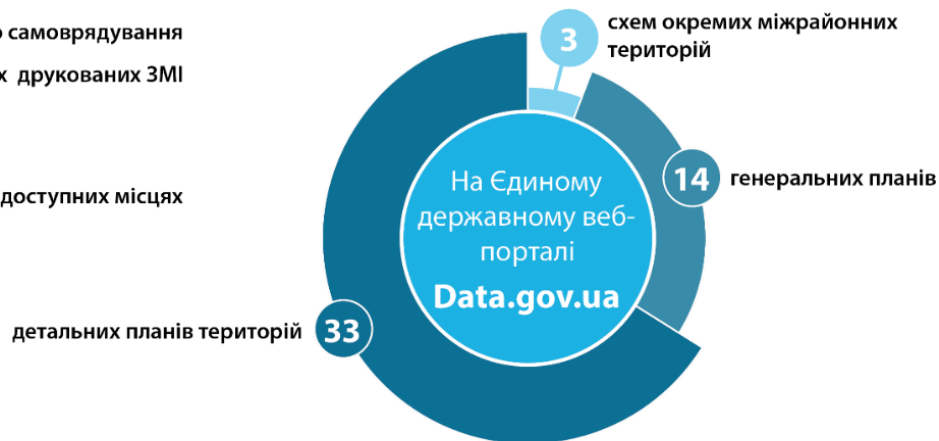 самоврядування
друкованих ЗМІ
доступних місцях
3
схем окремих міжрайонних
територій
14
генеральних планів
На Єдиному
державному веб-
порталі
Data.gov.ua
детальних планів територій
33